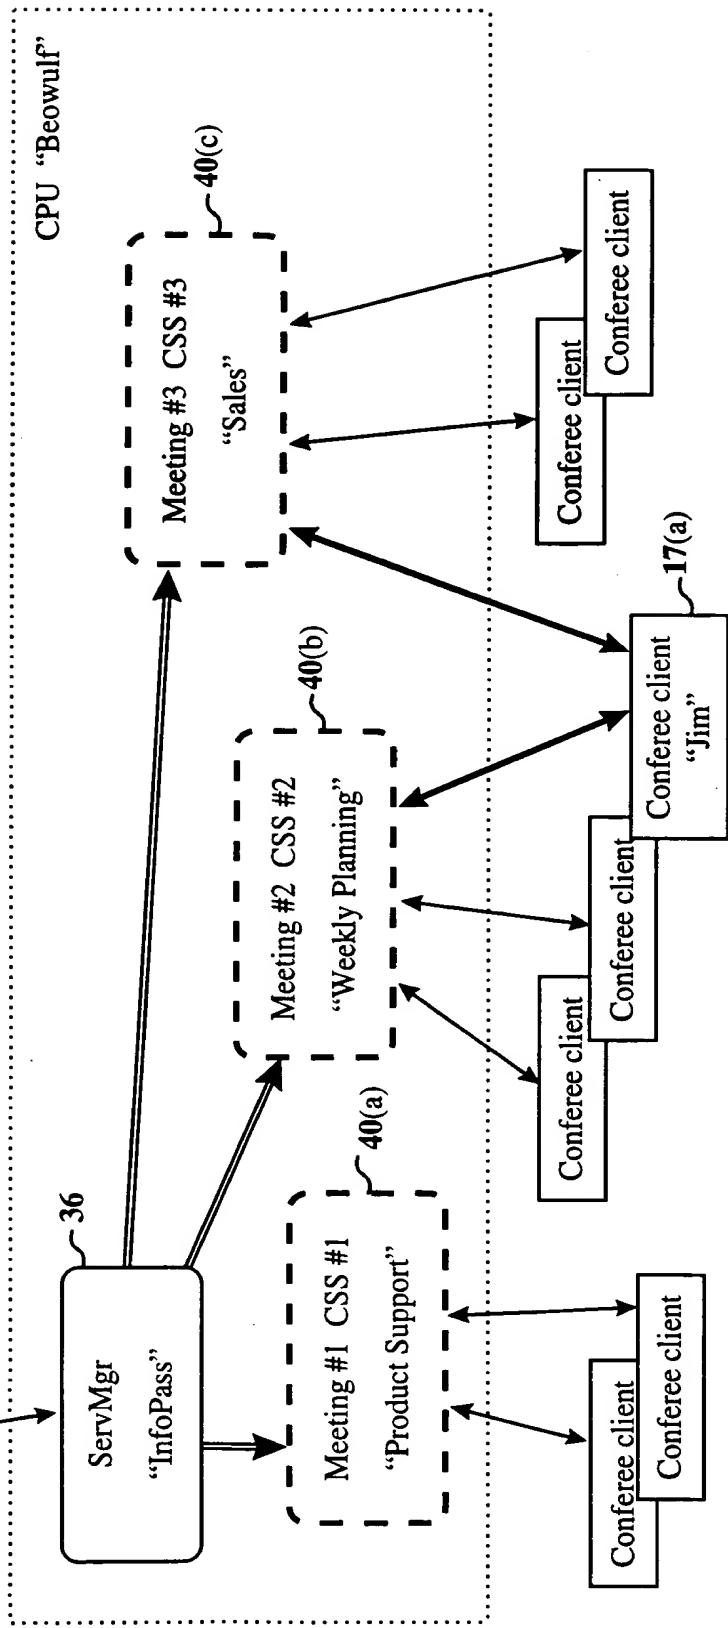 CPU “Beowulf”
36
ServMgr
“InfoPass”
40(a)
Meeting #1 CSS #1
“Product Support”
40(b)
Meeting #2 CSS #2
“Weekly Planning”
40(c)
Meeting #3 CSS #3
“Sales”
Conferee client
Conferee client
Conferee client
Conferee client
Conferee client
“Jim”
17(a)
Conferee client
Conferee client